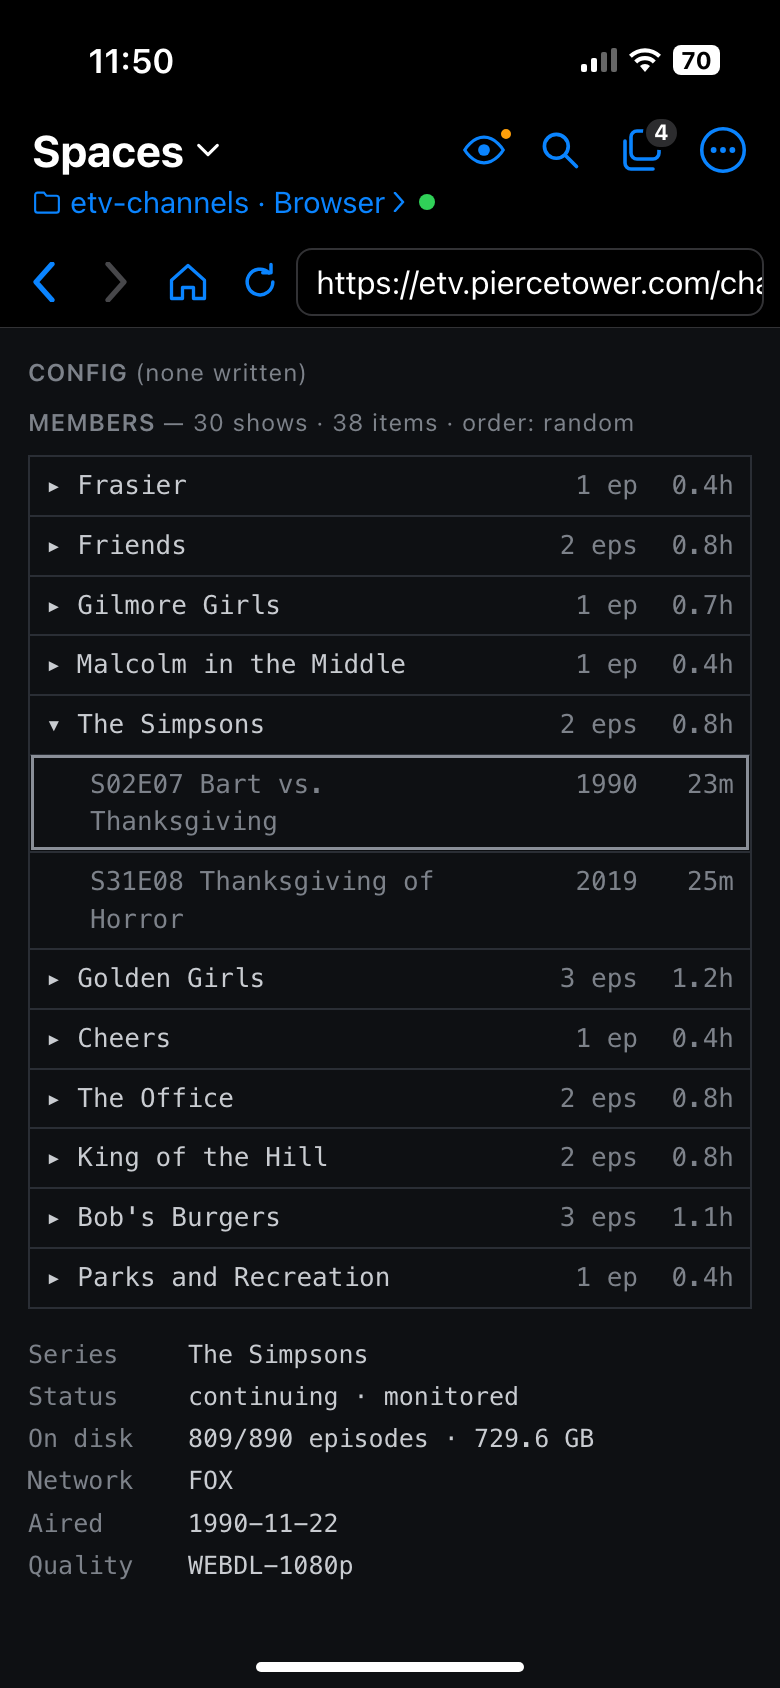 11:50
70
Spaces
4
etv-channels · Browser
https://etv.piercetower.com/cha
CONFIG (none written)
MEMBERS — 30 shows · 38 items · order: random
▸ Frasier 1 ep 0.4h
▸ Friends 2 eps 0.8h
▸ Gilmore Girls 1 ep 0.7h
▸ Malcolm in the Middle 1 ep 0.4h
▾ The Simpsons 2 eps 0.8h
S02E07 Bart vs. 1990 23m
Thanksgiving
S31E08 Thanksgiving of 2019 25m
Horror
▸ Golden Girls 3 eps 1.2h
▸ Cheers 1 ep 0.4h
▸ The Office 2 eps 0.8h
▸ King of the Hill 2 eps 0.8h
▸ Bob's Burgers 3 eps 1.1h
▸ Parks and Recreation 1 ep 0.4h
Series The Simpsons
Status continuing · monitored
On disk 809/890 episodes · 729.6 GB
Network FOX
Aired 1990-11-22
Quality WEBDL-1080p